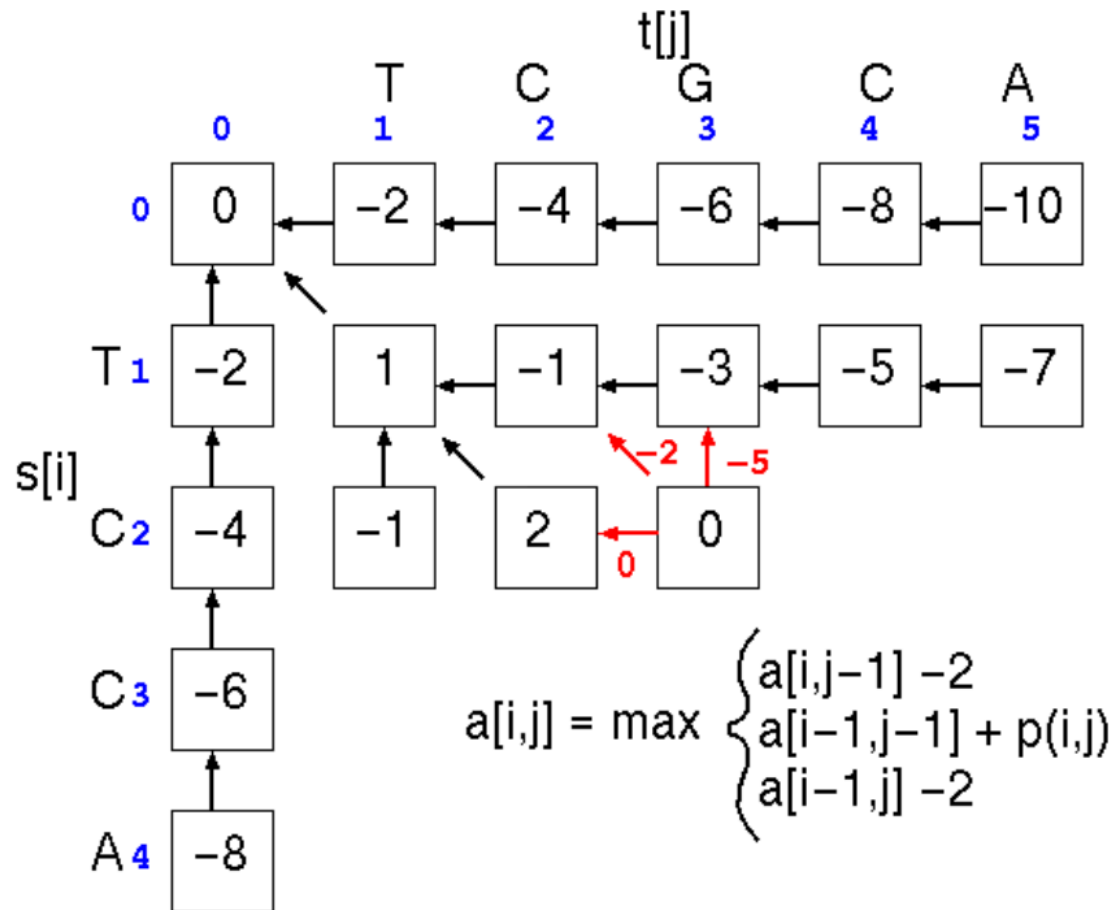 t[j]
T C G C A
0 1 2 3 4 5
0 0 −2 −4 −6 −8 −10
T 1 −2 1 −1 −3 −5 −7
−2 −5
s[i]
C 2 −4 −1 2 0
0
C 3 −6
a[i,j] = max
a[i,j−1] −2
a[i−1,j−1] + p(i,j)
a[i−1,j] −2
A 4 −8